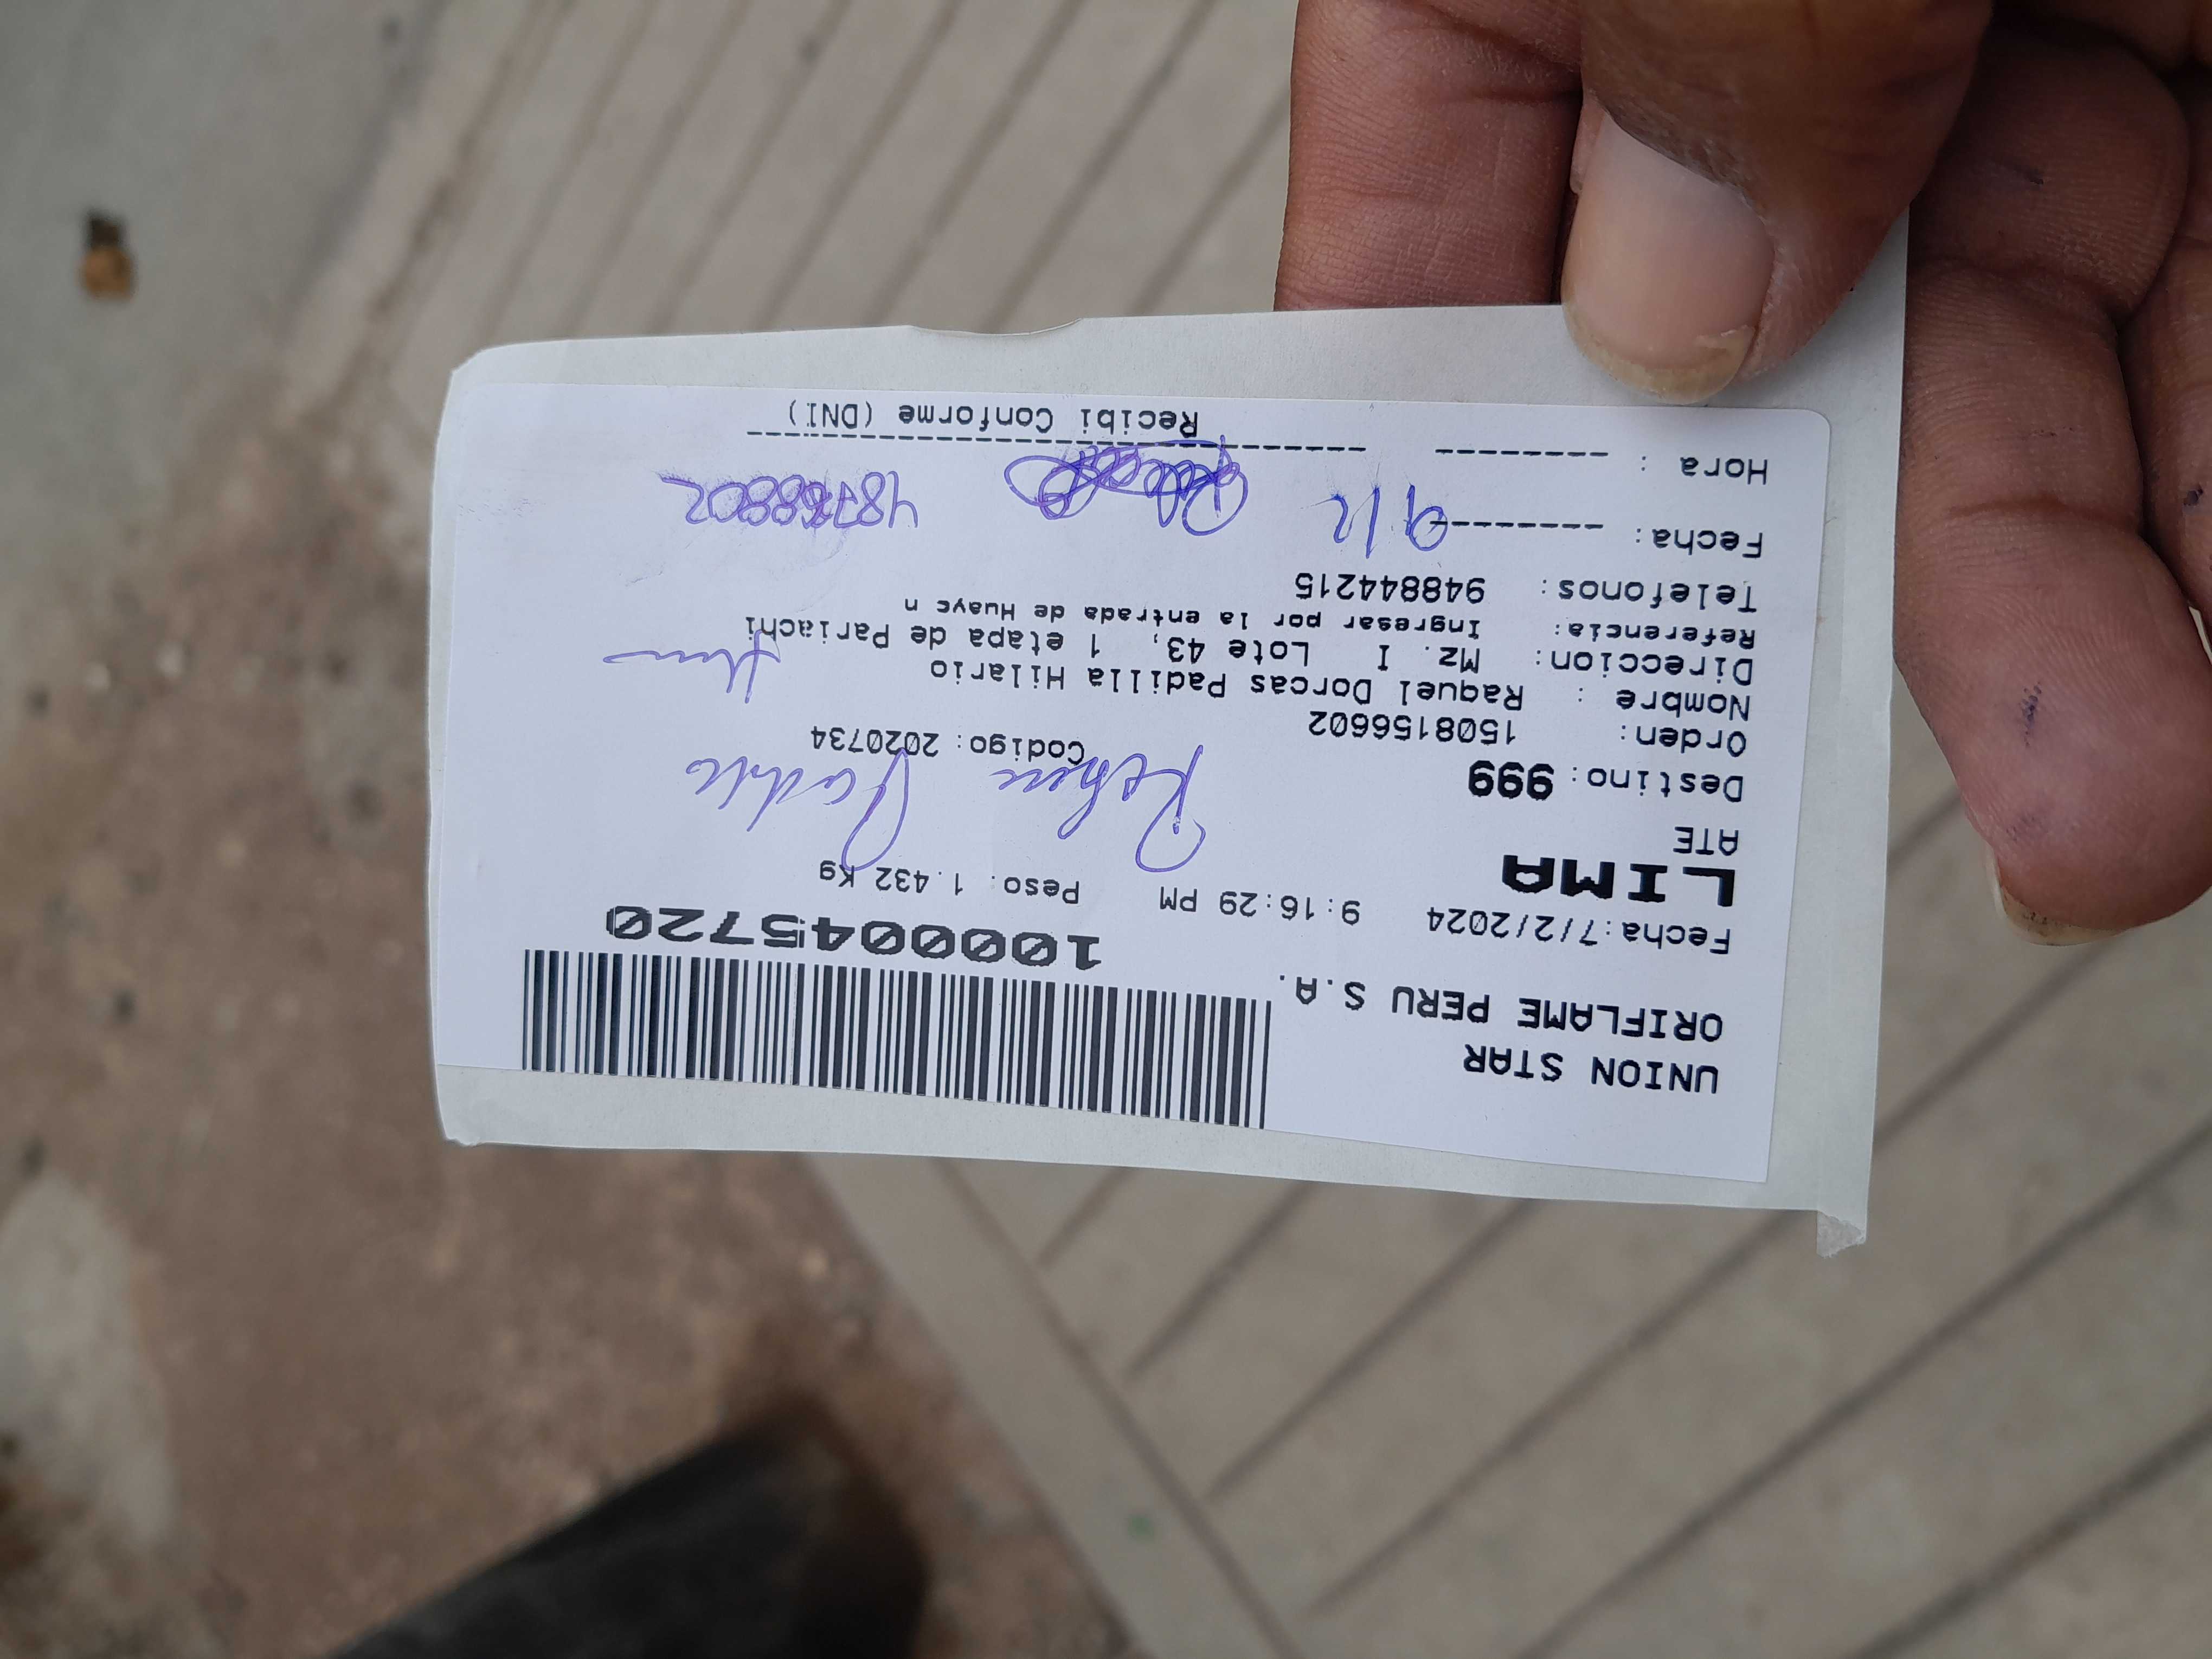 UNION STAR
ORIFLAME PERU S.A.
10000045720
Fecha:7/2/2024 9:16:29 PM Peso: 1.432 Kg
LIMA
ATE
Destino: 999
Padilla
Orden: 1508156602 Codigo: 2020734
Nombre : Raquel Dorcas Padilla Hilario
Direccion: Mz. I Lote 43, 1 etapa de Pariachi
Referencia: Ingresar por la entrada de Huayc n
Telefonos: 948844215
Fecha: 9/2
Hora :
Recibi Conforme (DNI)